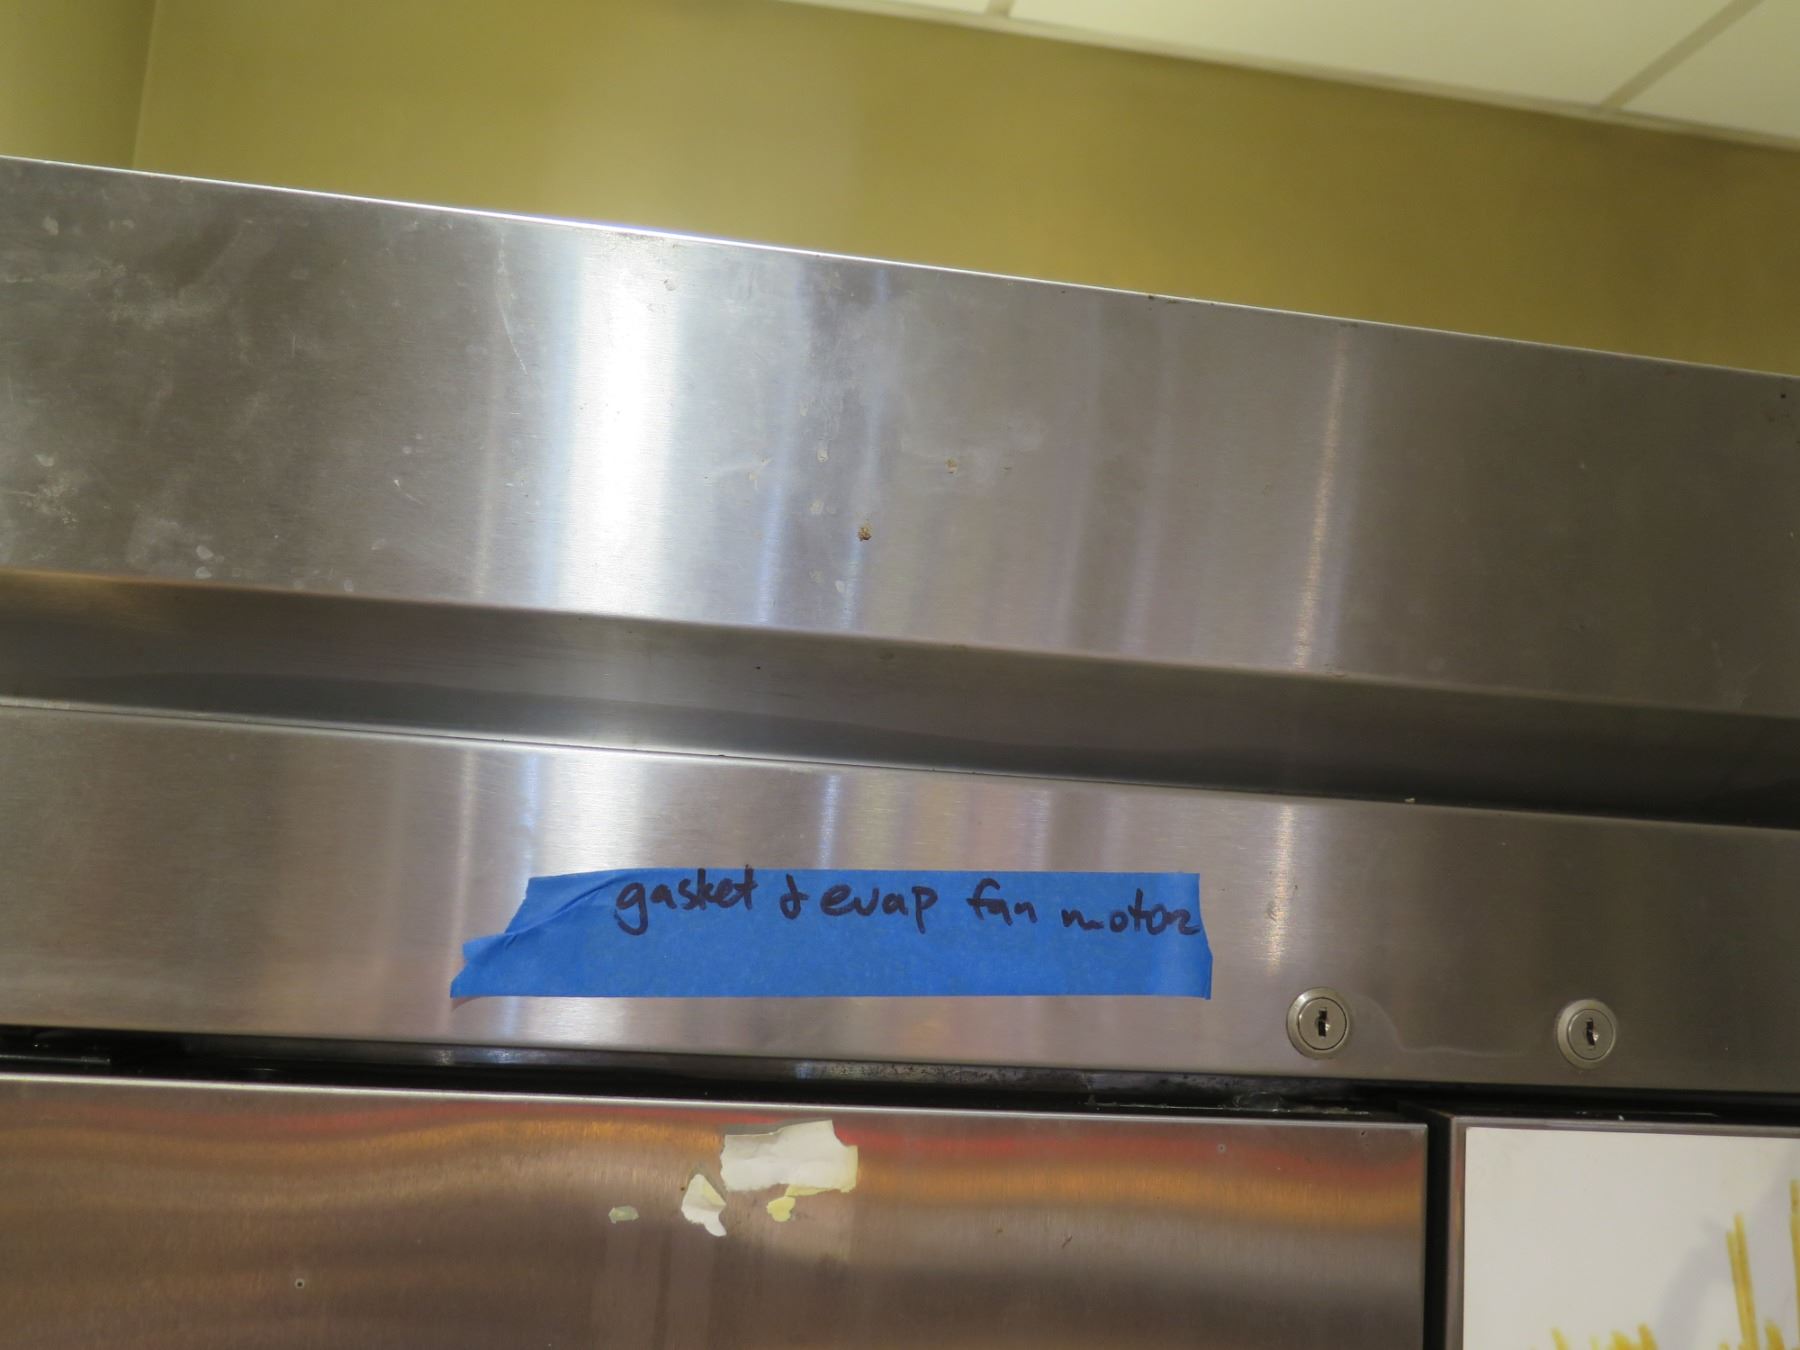 gasket & evap fan motor